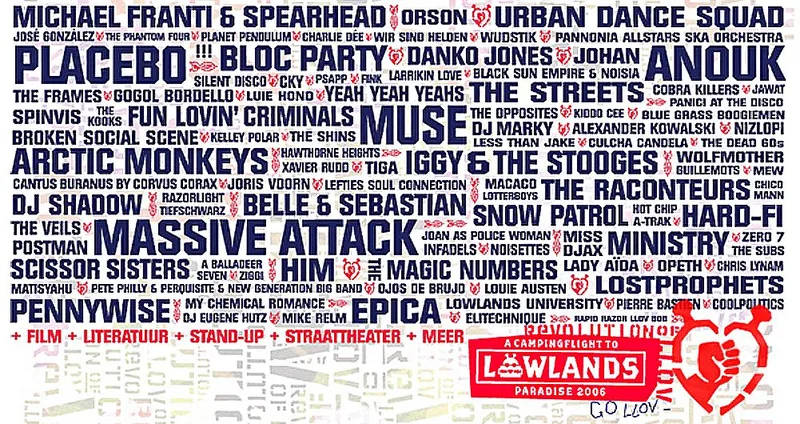 MICHAEL FRANTI & SPEARHEAD ORSON URBAN DANCE SQUAD
JOSÉ GONZÁLEZ THE PHANTOM FOUR PLANET PENDULUM CHARLIE DÉE WIR SIND HELDEN WUDSTIK PANNONIA ALLSTARS SKA ORCHESTRA
PLACEBO !!! BLOC PARTY DANKO JONES JOHAN ANOUK
SILENT DISCO CKY PSAPP FINK LARRIKIN LOVE BLACK SUN EMPIRE & NOISIA
THE FRAMES GOGOL BORDELLO LUIE HOND YEAH YEAH YEAHS THE STREETS COBRA KILLERS JAWAT
PANIC! AT THE DISCO
SPINVIS THE KOOKS FUN LOVIN' CRIMINALS MUSE THE OPPOSITES KIDDO CEE BLUE GRASS BOOGIEMEN
DJ MARKY ALEXANDER KOWALSKI NIZLOPI
BROKEN SOCIAL SCENE KELLEY POLAR THE SHINS LESS THAN JAKE CULCHA CANDELA THE DEAD 60s
ARCTIC MONKEYS HAWTHORNE HEIGHTS XAVIER RUDD TIGA IGGY & THE STOOGES WOLFMOTHER
GUILLEMOTS MEW
CANTUS BURANUS BY CORVUS CORAX JORIS VOORN LEFTIES SOUL CONNECTION MACACO LOTTERBOYS THE RACONTEURS CHICO MANN
DJ SHADOW RAZORLIGHT TIEFSCHWARZ BELLE & SEBASTIAN SNOW PATROL HOT CHIP A-TRAK HARD-FI
THE VEILS POSTMAN MASSIVE ATTACK JOAN AS POLICE WOMAN INFADELS NOISETTES MISS DJAX MINISTRY ZERO 7 THE SUBS
SCISSOR SISTERS A BALLADEER SEVEN ZIGGI HIM THE MAGIC NUMBERS LADY AÏDA OPETH CHRIS LYNAM
MATISYAHU PETE PHILLY & PERQUISITE & NEW GENERATION BIG BAND OJOS DE BRUJO LOUIE AUSTEN LOSTPROPHETS
PENNYWISE MY CHEMICAL ROMANCE DJ EUGENE HUTZ MIKE RELM EPICA LOWLANDS UNIVERSITY PIERRE BASTIEN COOLPOLITICS
ELITECHNIQUE RAPID RAZOR LLOV BOB
+ FILM + LITERATUUR + STAND-UP + STRAATTHEATER + MEER
REVOLUTION OF
A CAMPINGFLIGHT TO
LOWLANDS
PARADISE 2006
GO LLOV -